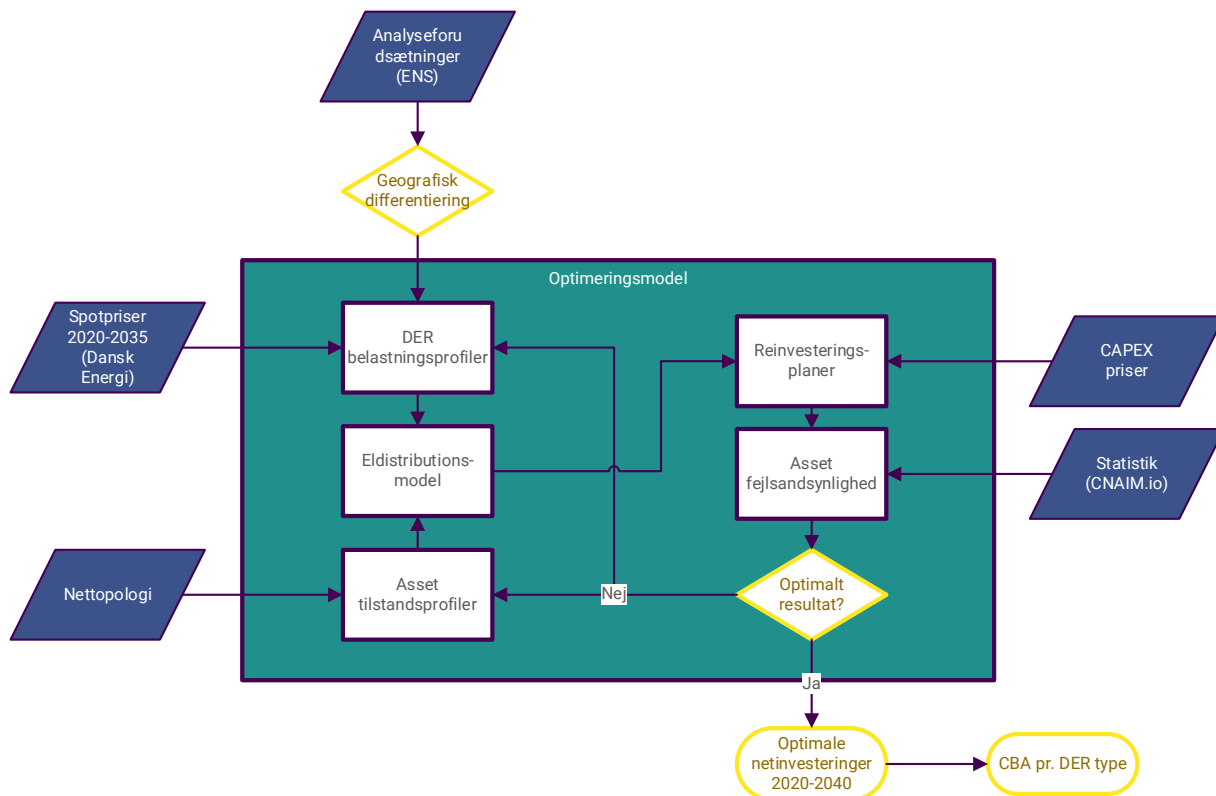 Analyseforu
dsætninger
(ENS)
Geografisk
differentiering
Optimeringsmodel
Spotpriser
2020-2035
(Dansk
Energi)
DER
belastningsprofiler
Reinvesterings-
planer
CAPEX
priser
Eldistributions-
model
Asset
fejlsandsynlighed
Statistik
(CNAIM.io)
Nettopologi
Asset
tilstandsprofiler
Nej
Optimalt
resultat?
Ja
Optimale
netinvesteringer
2020-2040
CBA pr. DER type